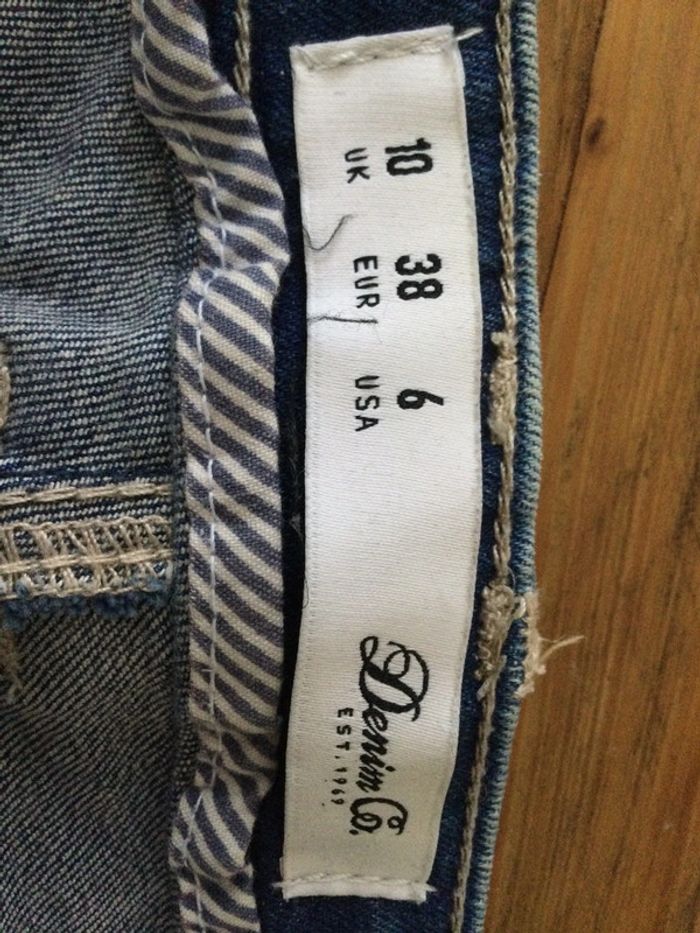 10 38 6
UK EUR USA
Denim Co.
EST. 1969